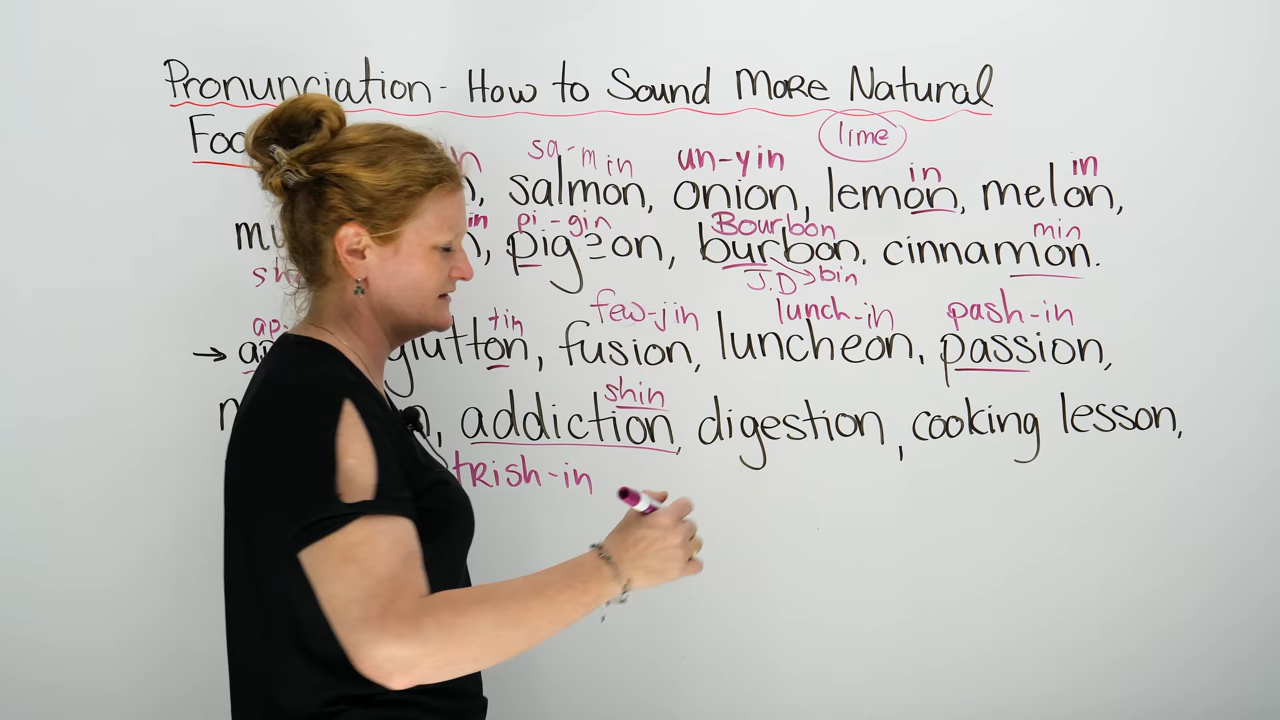 Pronunciation - How to Sound More Natural
lime
sa-min un-yin in in
salmon, onion, lemon, melon,
in pi-gin Bourbon min
pigeon, burbon, cinnamon.
J.D → bin
tin few-jin lunch-in pash-in
→ glutton, fusion, luncheon, passion,
shin
addiction, digestion, cooking lesson,
trish-in